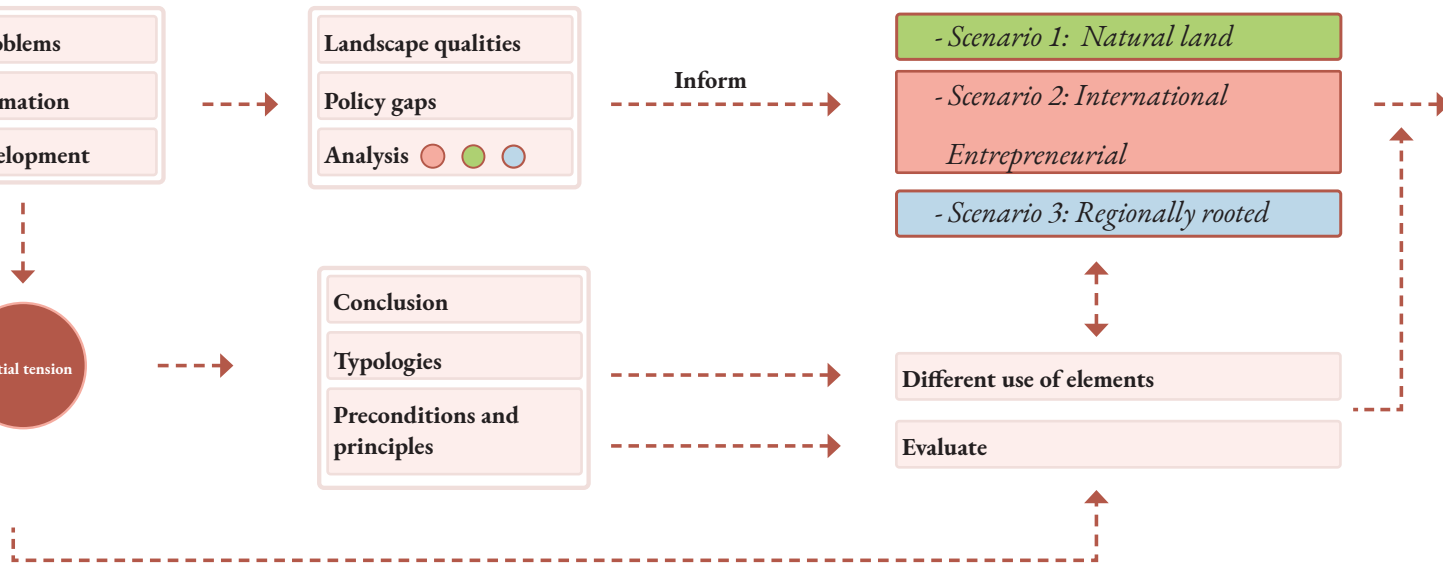 oblems
mation
elopment
tial tension
Landscape qualities
Policy gaps
Analysis
Conclusion
Typologies
Preconditions and
principles
Inform
- Scenario 1: Natural land
- Scenario 2: International
Entrepreneurial
- Scenario 3: Regionally rooted
Different use of elements
Evaluate